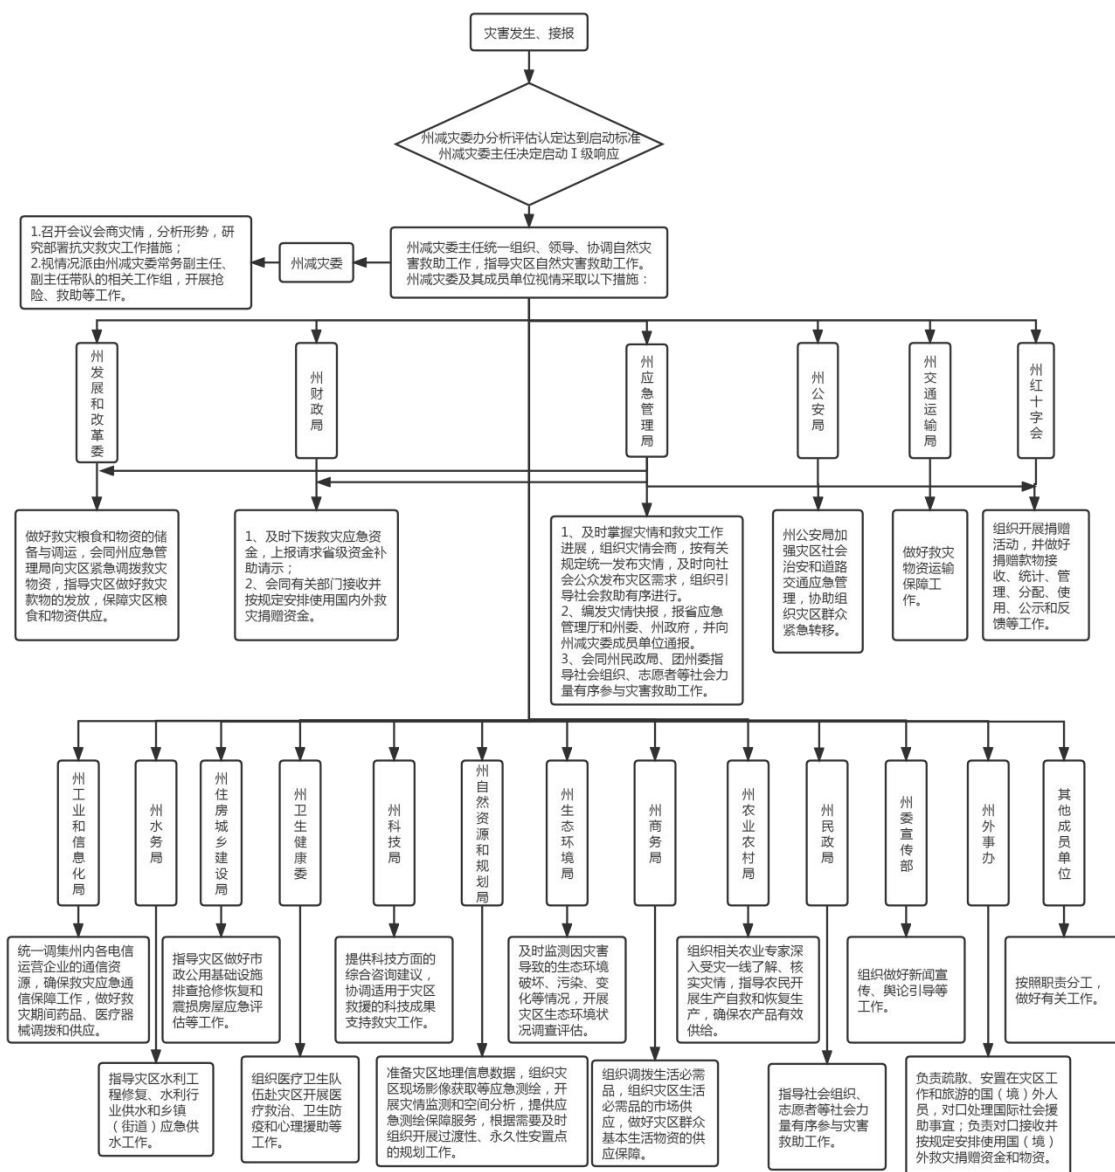 灾害发生、接报
州减灾委办分析评估认定达到启动标准
州减灾委主任决定启动Ⅰ级响应
1.召开会议会商灾情，分析形势，研
究部署抗灾救灾工作措施；
2.视情况派由州减灾委常务副主任、
副主任带队的相关工作组，开展抢
险、救助等工作。
州减灾委
州减灾委主任统一组织、领导、协调自然灾
害救助工作，指导灾区自然灾害救助工作。
州减灾委及其成员单位视情采取以下措施：
州发展和改革委
州财政局
州应急管理局
州公安局
州交通运输局
州红十字会
做好救灾粮食和物资的储
备与调运，会同州应急管
理局向灾区紧急调拨救灾
物资，指导灾区做好救灾
款物的发放，保障灾区粮
食和物资供应。
1、及时下拨救灾应急资
金，上报请求省级资金补
助请示；
2、会同有关部门接收并
按规定安排使用国内外救
灾捐赠资金。
1、及时掌握灾情和救灾工作
进展，组织灾情会商，按有关
规定统一发布灾情，及时向社
会公众发布灾区需求，组织引
导社会救助有序进行。
2、编发灾情快报，报省应急
管理厅和州委、州政府，并向
州减灾委成员单位通报。
3、会同州民政局、团州委指
导社会组织、志愿者等社会力
量有序参与灾害救助工作。
州公安局加
强灾区社会
治安和道路
交通应急管
理，协助组
织灾区群众
紧急转移。
做好救灾
物资运输
保障工
作。
组织开展捐赠
活动，并做好
捐赠款物接
收、统计、管
理、分配、使
用、公示和反
馈等工作。
州工业和信息化局
州水务局
州住房城乡建设局
州卫生健康委
州科技局
州自然资源和规划局
州生态环境局
州商务局
州农业农村局
州民政局
州委宣传部
州外事办
其他成员单位
统一调集州内各电信
运营企业的通信资
源，确保救灾应急通
信保障工作，做好救
灾期间药品、医疗器
械调拨和供应。
指导灾区做好市
政公用基础设施
排查抢修恢复和
震损房屋应急评
估等工作。
提供科技方面的
综合咨询建议，
协调适用于灾区
救援的科技成果
支持救灾工作。
及时监测因灾害
导致的生态环境
破坏、污染、变
化等情况，开展
灾区生态环境状
况调查评估。
组织相关农业专家深
入受灾一线了解、核
实灾情，指导农民开
展生产自救和恢复生
产，确保农产品有效
供给。
组织做好新闻宣
传、舆论引导等
工作。
按照职责分工，
做好有关工作。
指导灾区水利工
程修复、水利行
业供水和乡镇
（街道）应急供
水工作。
组织医疗卫生队
伍赴灾区开展医
疗救治、卫生防
疫和心理援助等
工作。
准备灾区地理信息数据，组织灾
区现场影像获取等应急测绘，开
展灾情监测和空间分析，提供应
急测绘保障服务，根据需要及时
组织开展过渡性、永久性安置点
的规划工作。
组织调拨生活必需
品，组织灾区生活
必需品的市场供
应，做好灾区群众
基本生活物资的供
应保障。
指导社会组织、
志愿者等社会力
量有序参与灾害
救助工作。
负责疏散、安置在灾区工
作和旅游的国（境）外人
员，对口处理国际社会援
助事宜；负责对口接收并
按规定安排使用国（境）
外救灾捐赠资金和物资。